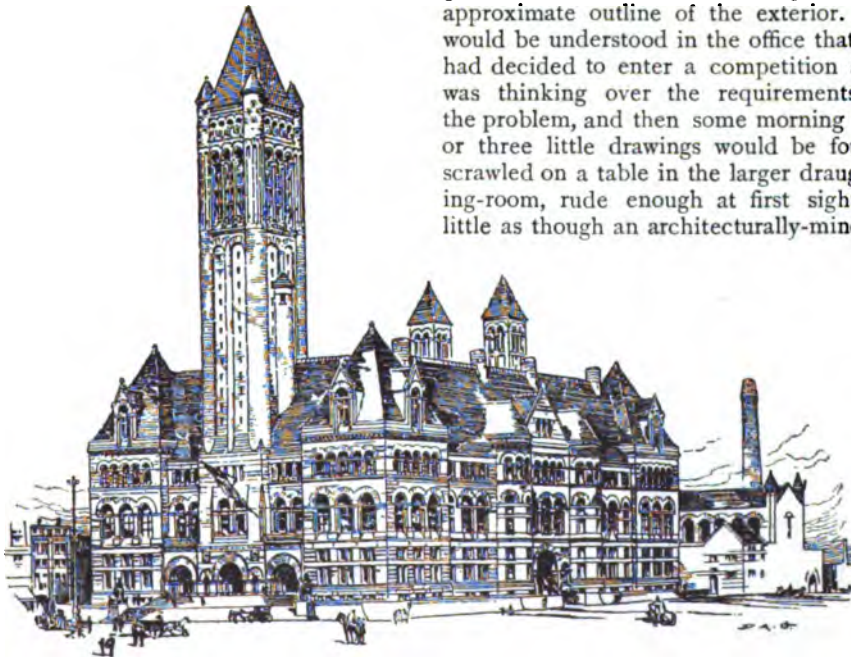 approximate outline of the exterior.
would be understood in the office that
had decided to enter a competition
was thinking over the requirements
the problem, and then some morning
or three little drawings would be fou
scrawled on a table in the larger draug
ing-room, rude enough at first sigh
little as though an architecturally-min